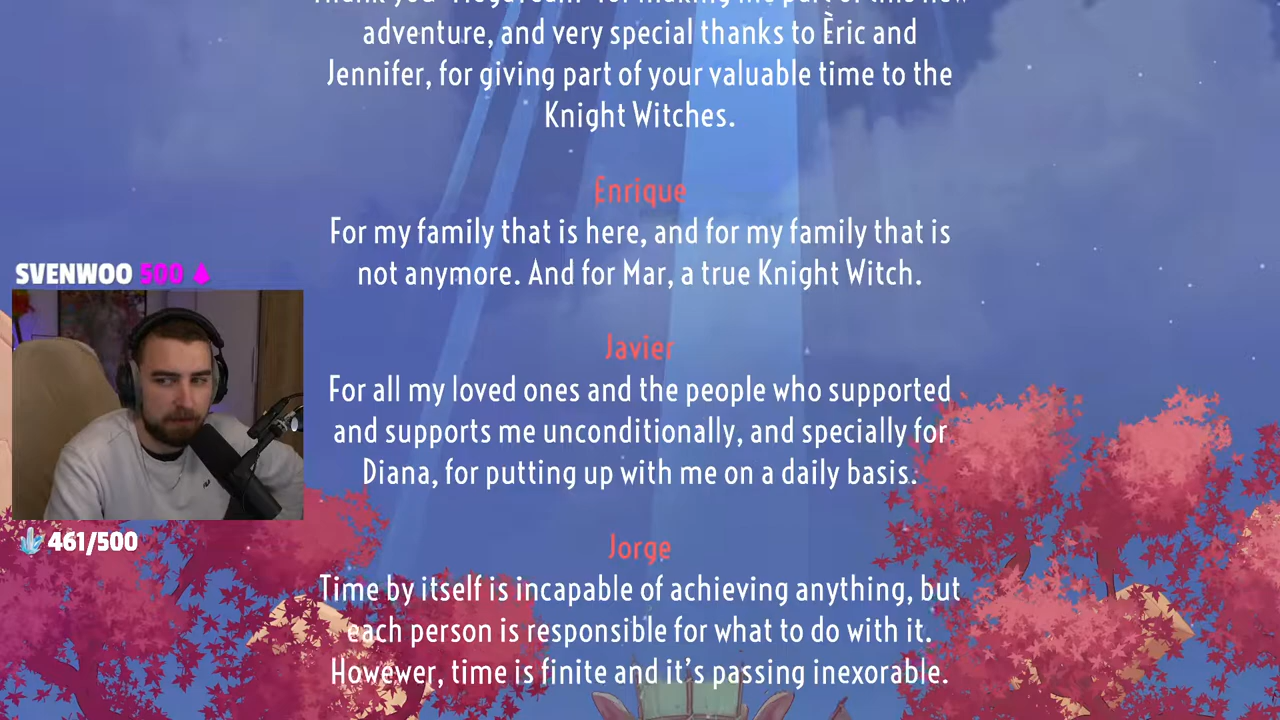 adventure, and very special thanks to Èric and
Jennifer, for giving part of your valuable time to the
Knight Witches.
Enrique
For my family that is here, and for my family that is
not anymore. And for Mar, a true Knight Witch.
Javier
For all my loved ones and the people who supported
and supports me unconditionally, and specially for
Diana, for putting up with me on a daily basis.
Jorge
Time by itself is incapable of achieving anything, but
each person is responsible for what to do with it.
However, time is finite and it's passing inexorable.
SVENWOO 500
461/500